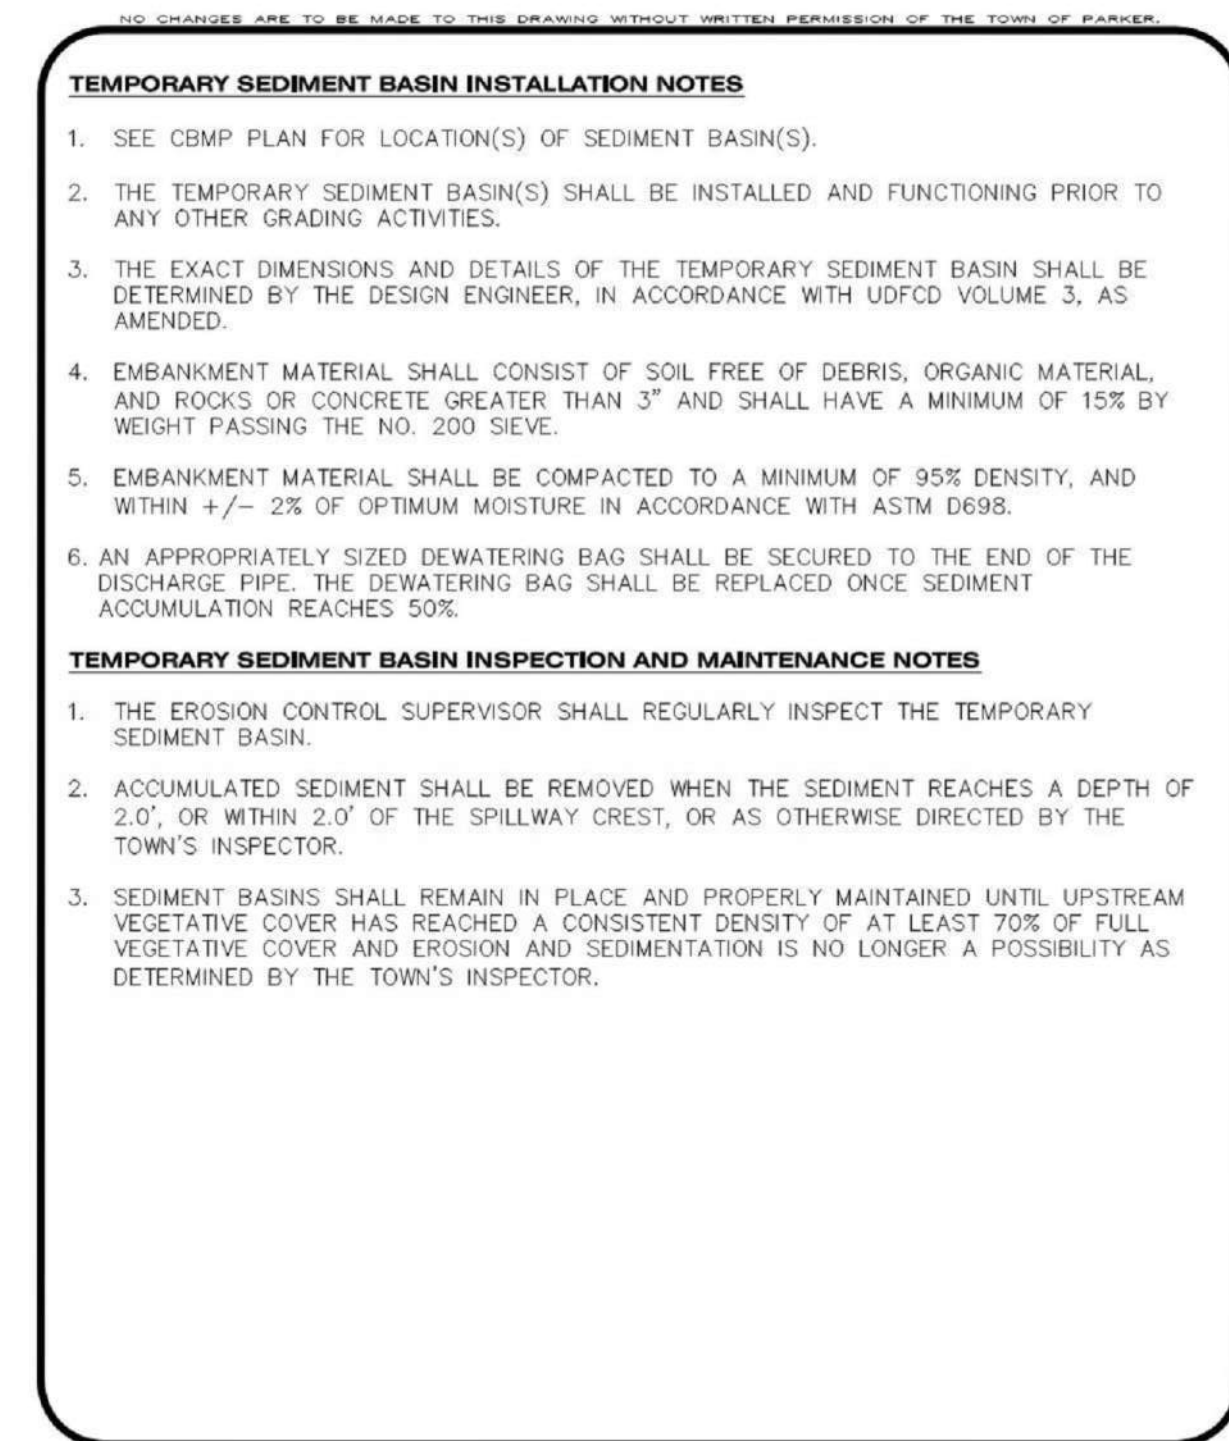 NO CHANGES ARE TO BE MADE TO THIS DRAWING WITHOUT WRITTEN PERMISSION OF THE TOWN OF PARKER.
TEMPORARY SEDIMENT BASIN INSTALLATION NOTES
1. SEE CBMP PLAN FOR LOCATION(S) OF SEDIMENT BASIN(S).
2. THE TEMPORARY SEDIMENT BASIN(S) SHALL BE INSTALLED AND FUNCTIONING PRIOR TO
ANY OTHER GRADING ACTIVITIES.
3. THE EXACT DIMENSIONS AND DETAILS OF THE TEMPORARY SEDIMENT BASIN SHALL BE
DETERMINED BY THE DESIGN ENGINEER, IN ACCORDANCE WITH UDFCD VOLUME 3, AS
AMENDED.
4. EMBANKMENT MATERIAL SHALL CONSIST OF SOIL FREE OF DEBRIS, ORGANIC MATERIAL,
AND ROCKS OR CONCRETE GREATER THAN 3" AND SHALL HAVE A MINIMUM OF 15% BY
WEIGHT PASSING THE NO. 200 SIEVE.
5. EMBANKMENT MATERIAL SHALL BE COMPACTED TO A MINIMUM OF 95% DENSITY, AND
WITHIN +/- 2% OF OPTIMUM MOISTURE IN ACCORDANCE WITH ASTM D698.
6. AN APPROPRIATELY SIZED DEWATERING BAG SHALL BE SECURED TO THE END OF THE
DISCHARGE PIPE. THE DEWATERING BAG SHALL BE REPLACED ONCE SEDIMENT
ACCUMULATION REACHES 50%.
TEMPORARY SEDIMENT BASIN INSPECTION AND MAINTENANCE NOTES
1. THE EROSION CONTROL SUPERVISOR SHALL REGULARLY INSPECT THE TEMPORARY
SEDIMENT BASIN.
2. ACCUMULATED SEDIMENT SHALL BE REMOVED WHEN THE SEDIMENT REACHES A DEPTH OF
2.0', OR WITHIN 2.0' OF THE SPILLWAY CREST, OR AS OTHERWISE DIRECTED BY THE
TOWN'S INSPECTOR.
3. SEDIMENT BASINS SHALL REMAIN IN PLACE AND PROPERLY MAINTAINED UNTIL UPSTREAM
VEGETATIVE COVER HAS REACHED A CONSISTENT DENSITY OF AT LEAST 70% OF FULL
VEGETATIVE COVER AND EROSION AND SEDIMENTATION IS NO LONGER A POSSIBILITY AS
DETERMINED BY THE TOWN'S INSPECTOR.